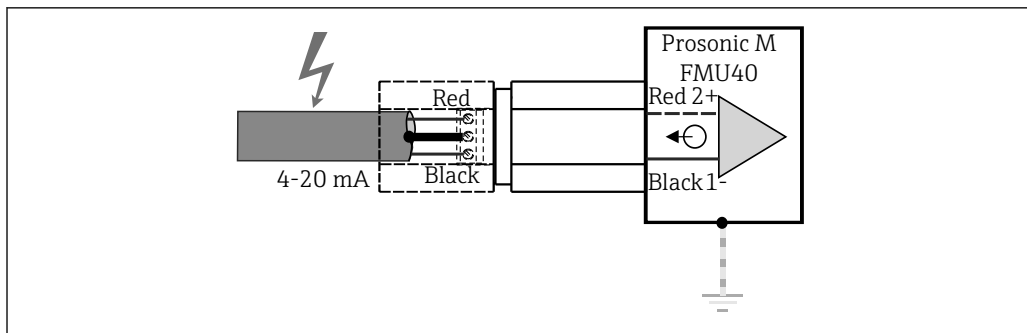 Prosonic M
FMU40
Red
Red 2+
4-20 mA
Black
Black 1-